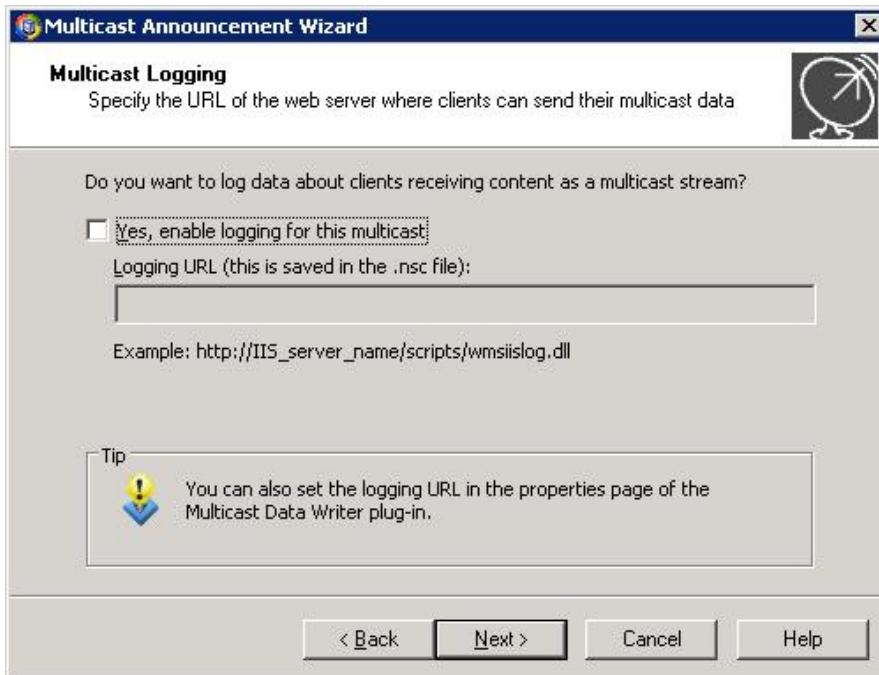 Multicast Announcement Wizard
Multicast Logging
Specify the URL of the web server where clients can send their multicast data
Do you want to log data about clients receiving content as a multicast stream?
Yes, enable logging for this multicast
Logging URL (this is saved in the .nsc file):
Example: http://IIS_server_name/scripts/wmsiislog.dll
Tip
You can also set the logging URL in the properties page of the
Multicast Data Writer plug-in.
< Back Next > Cancel Help